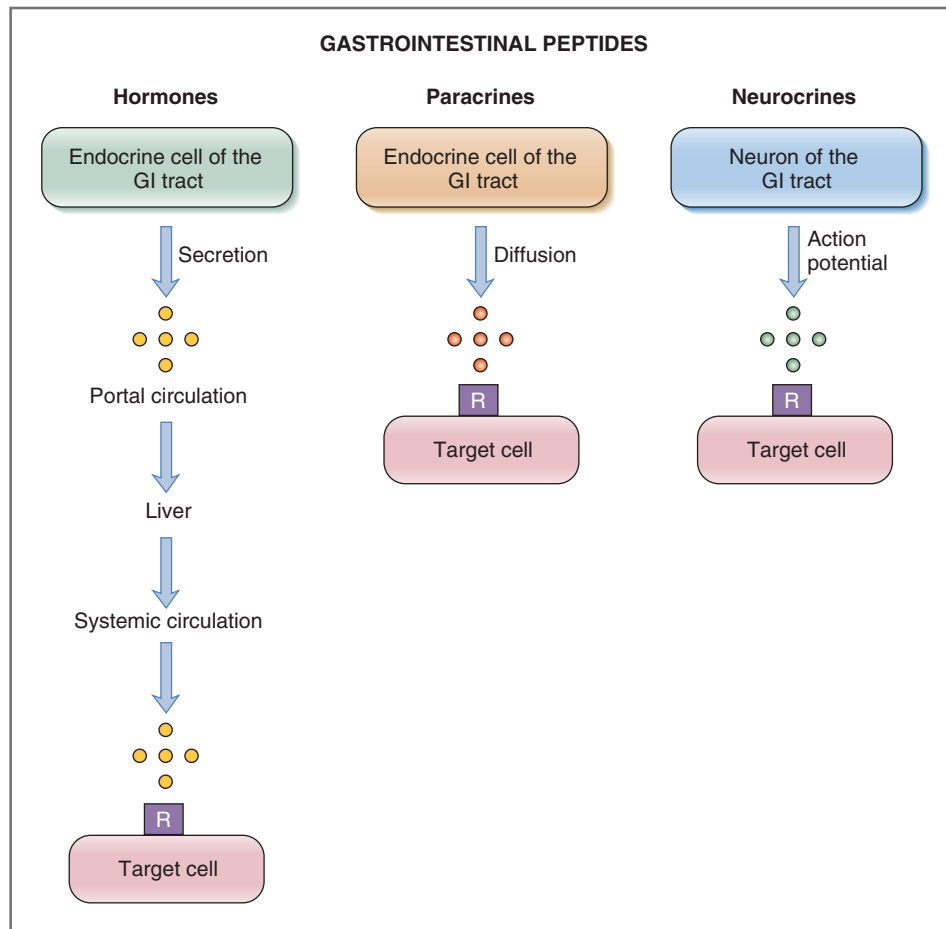 GASTROINTESTINAL PEPTIDES
Hormones
Endocrine cell of the
GI tract
Secretion
Portal circulation
Liver
Systemic circulation
R
Target cell
Paracrines
Endocrine cell of the
GI tract
Diffusion
R
Target cell
Neurocrines
Neuron of the
GI tract
Action
potential
R
Target cell